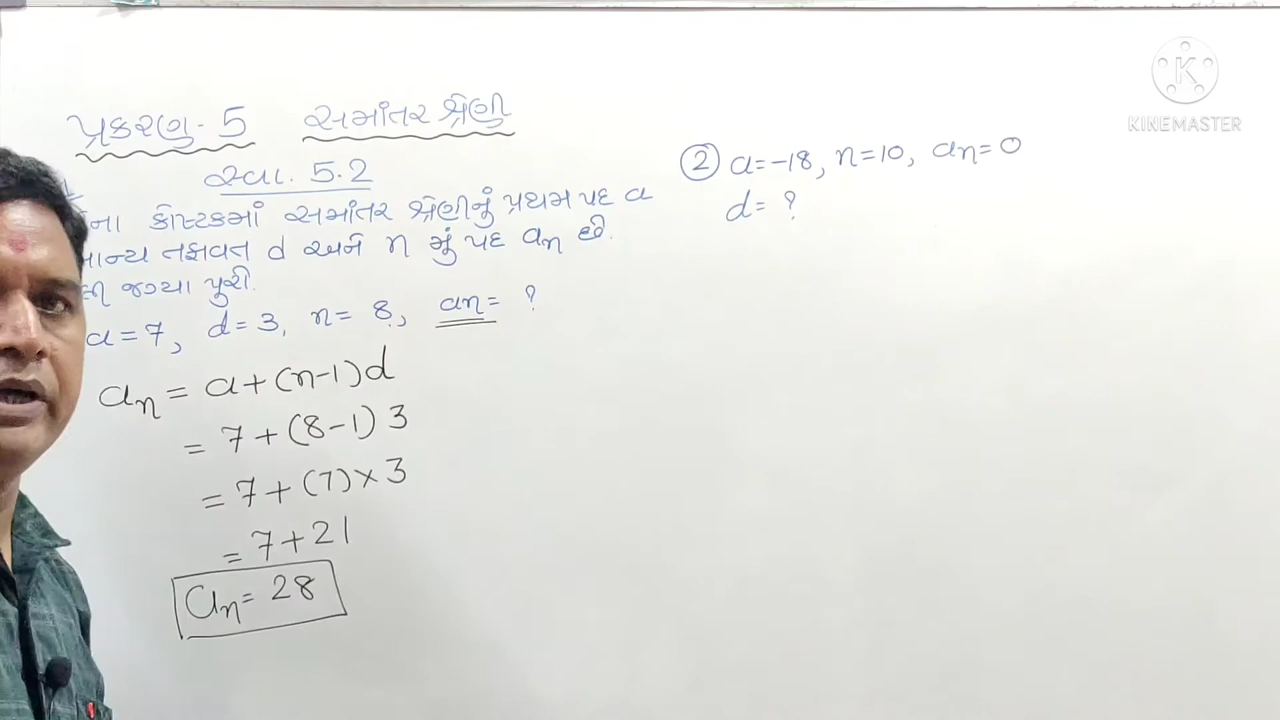 પ્રકરણ - 5 સમાંતર શ્રેણી
સ્વા. 5.2
કોષ્ટકમાં સમાંતર શ્રેણીનું પ્રથમ પદ a
તફાવત d અને n મું પદ an છે.
જગ્યા પુરો.
a = 7, d = 3, n = 8, an = ?
an = a + (n-1) d
= 7 + (8-1) 3
= 7 + (7) × 3
= 7 + 21
an = 28
② a = -18, n = 10, an = 0
d = ?
KINEMASTER